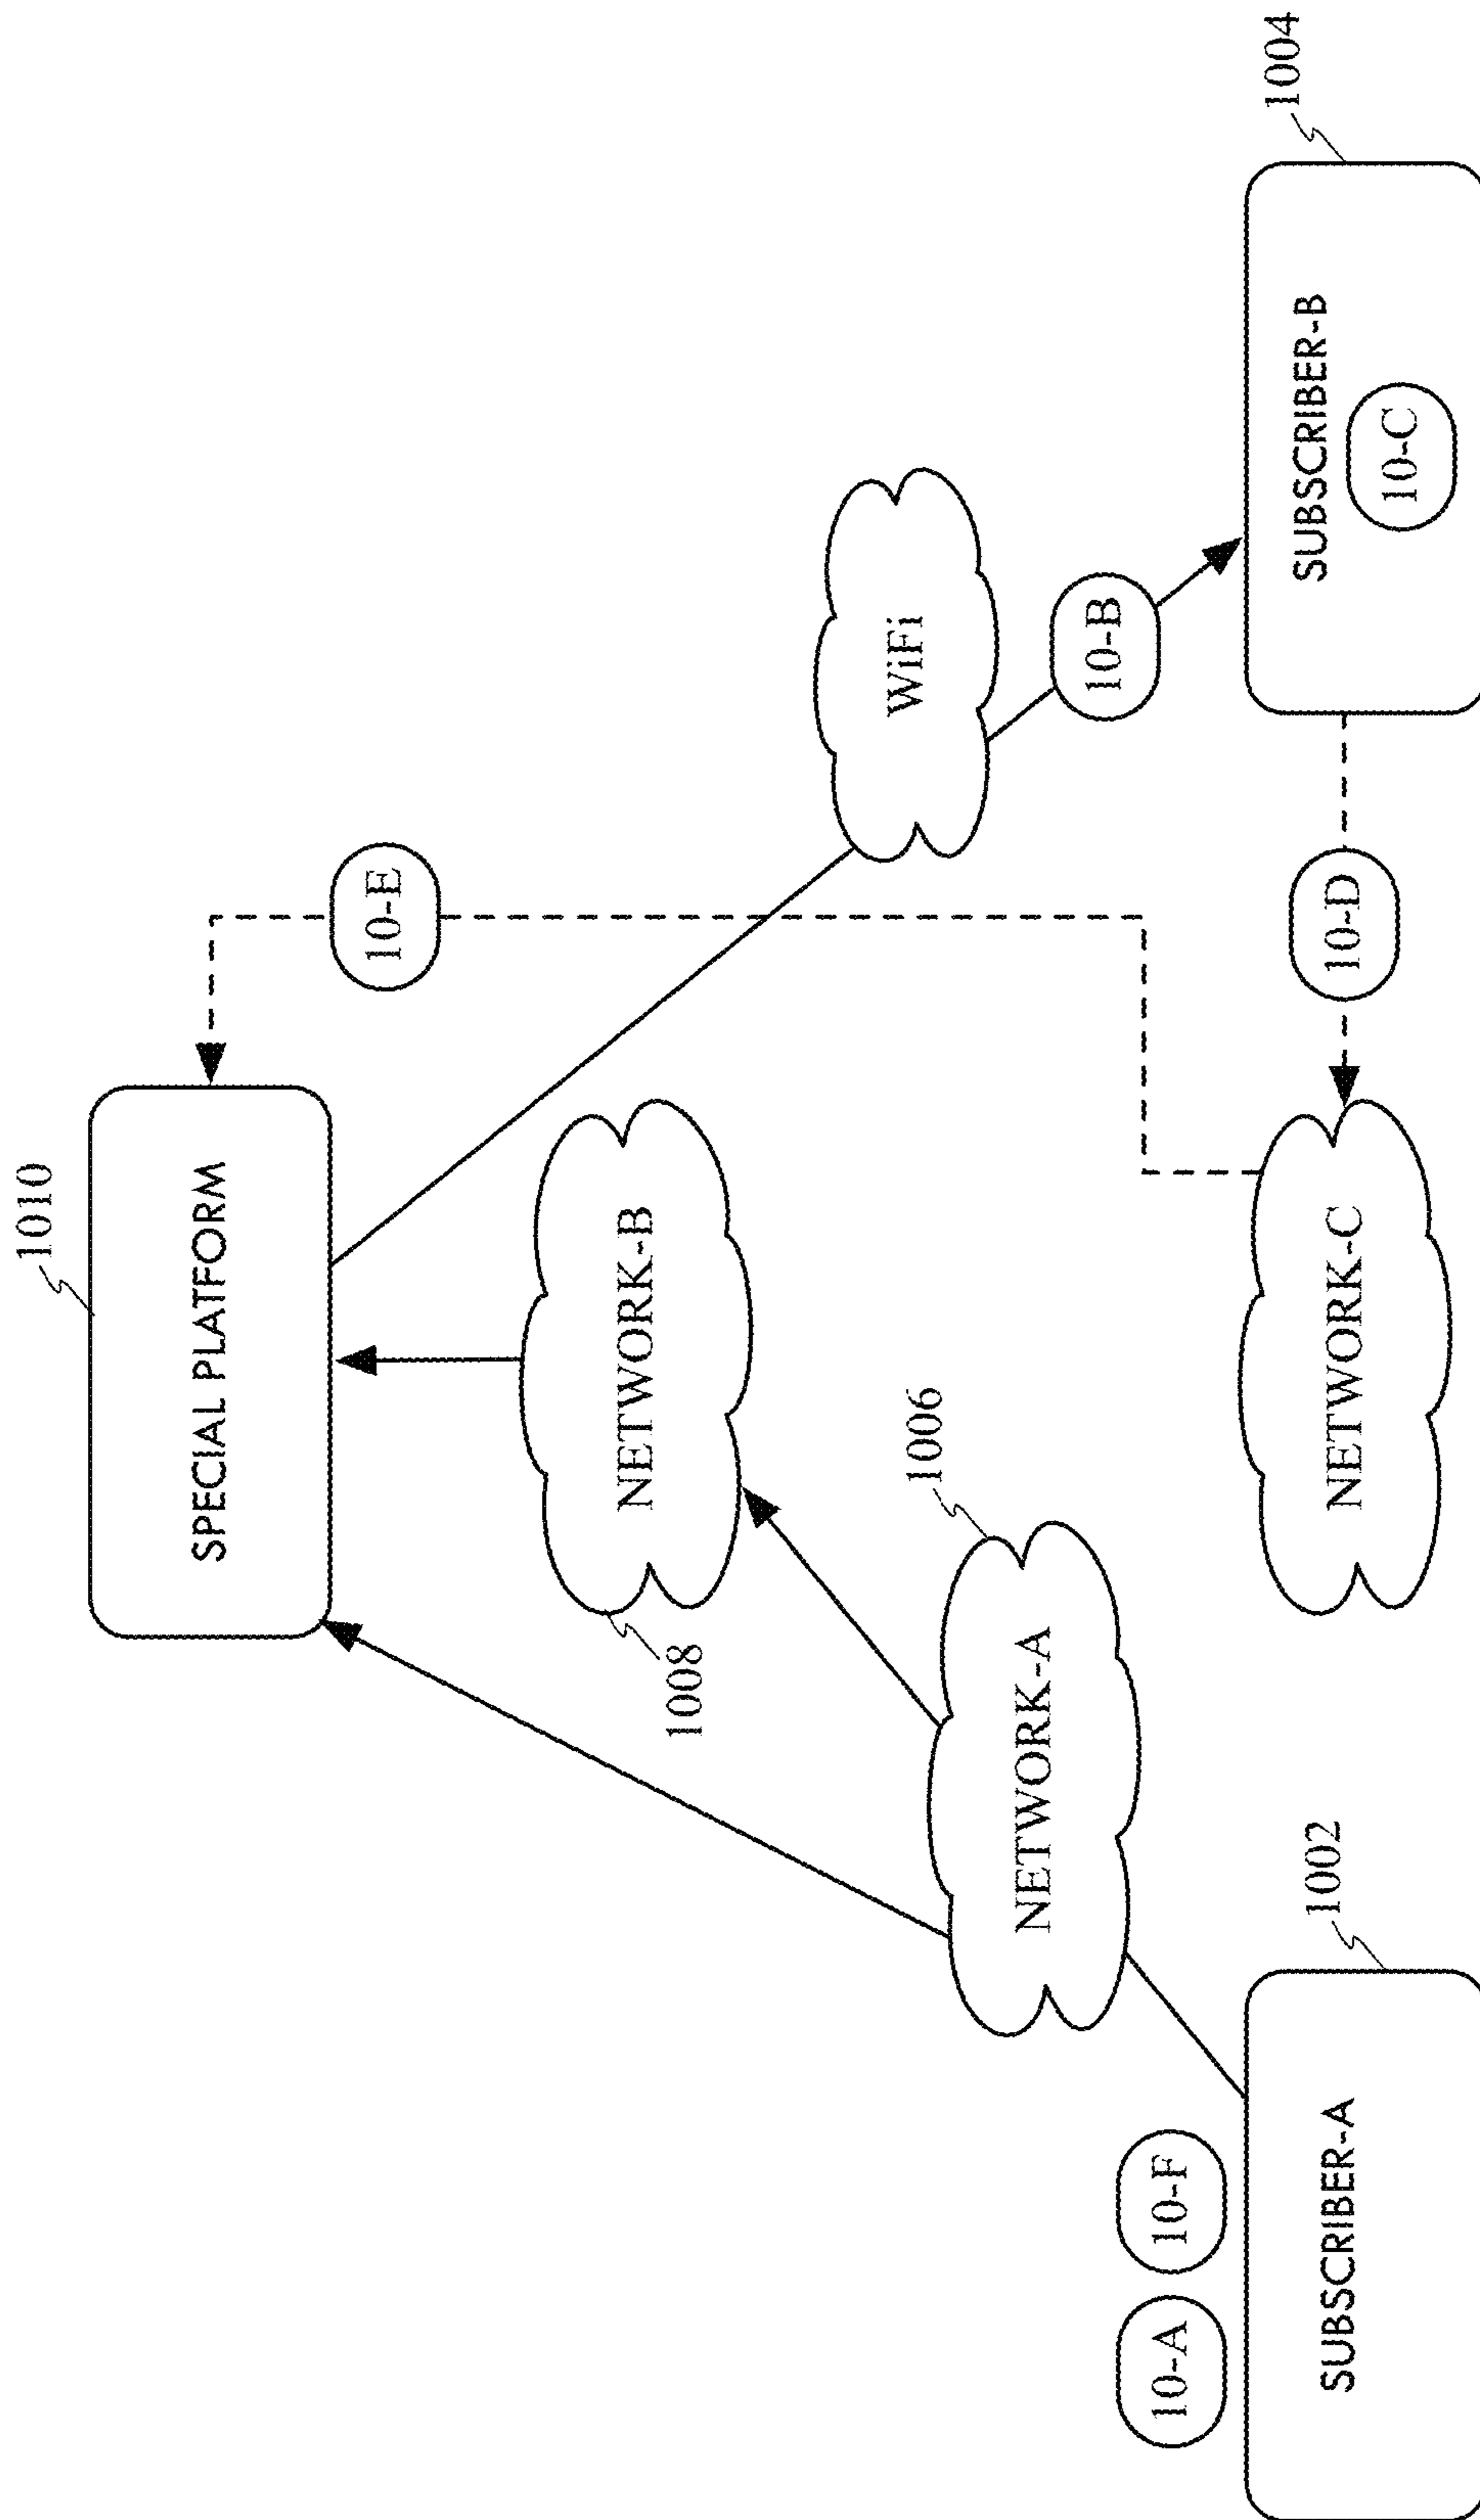 1010
SPECIAL PLATFORM
10-E
NETWORK-B
1008
WiFi
1006
NETWORK-A
10-B
10-A
10-F
1002
SUBSCRIBER-A
NETWORK-C
10-D
1004
SUBSCRIBER-B
10-C